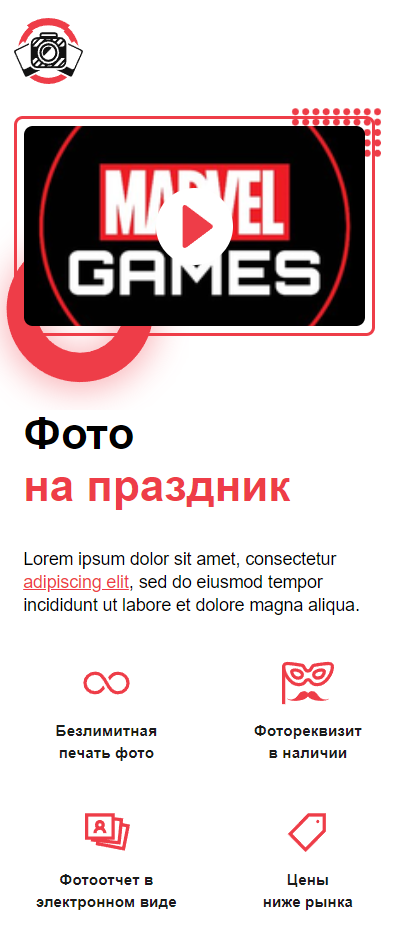 MARVEL
GAMES
Фото
на праздник
Lorem ipsum dolor sit amet, consectetur
adipiscing elit, sed do eiusmod tempor
incididunt ut labore et dolore magna aliqua.
Безлимитная
печать фото
Фотореквизит
в наличии
Фотоотчет в
электронном виде
Цены
ниже рынка